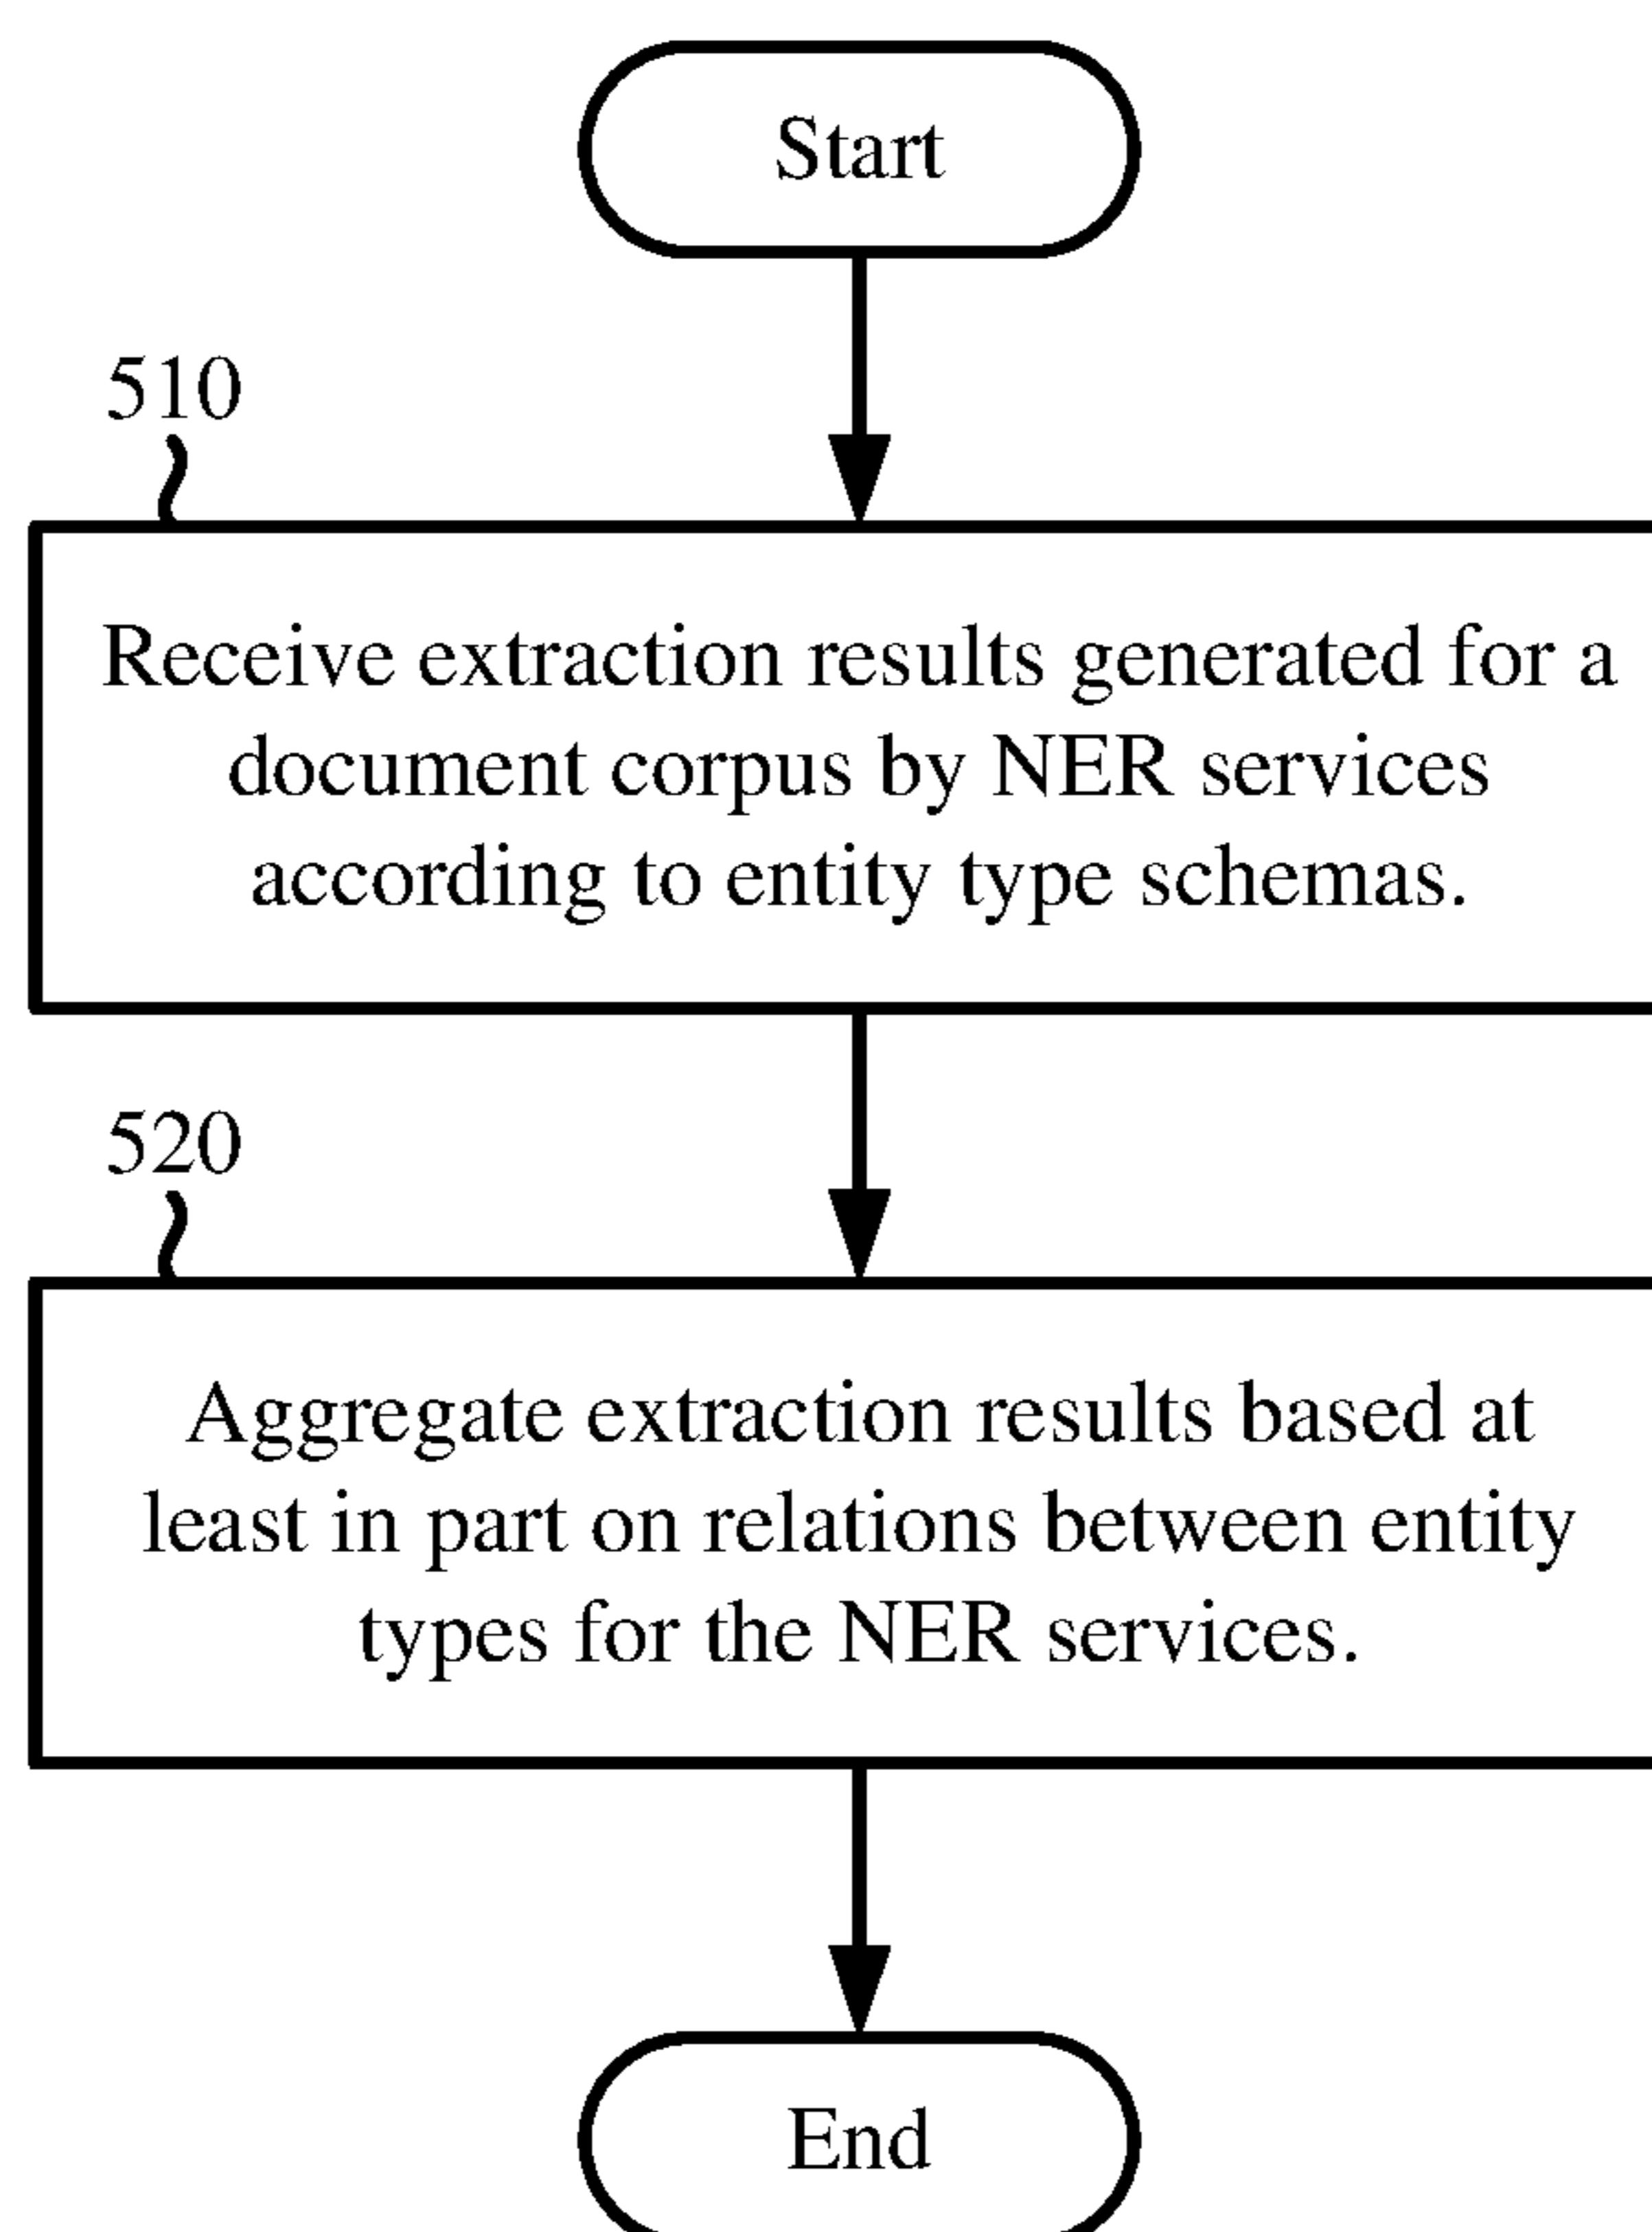 Start
510
Receive extraction results generated for a
document corpus by NER services
according to entity type schemas.
520
Aggregate extraction results based at
least in part on relations between entity
types for the NER services.
End